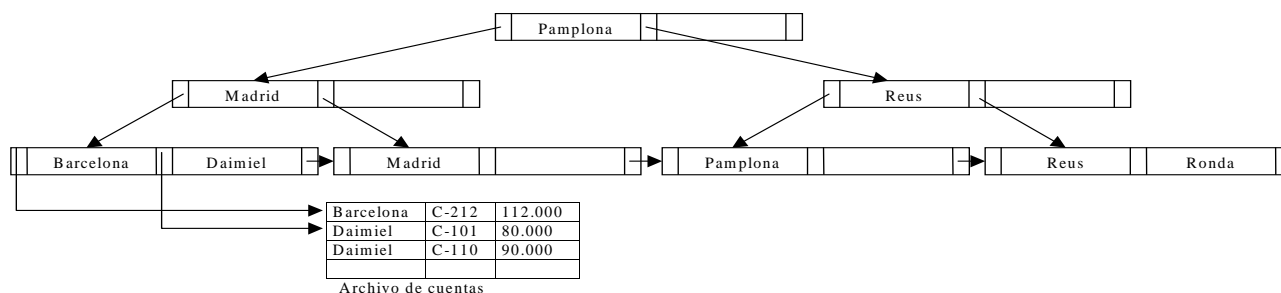 Pamplona
Madrid Reus
Barcelona Daimiel Madrid Pamplona Reus Ronda
Barcelona C-212 112.000
Daimiel C-101 80.000
Daimiel C-110 90.000
Archivo de cuentas